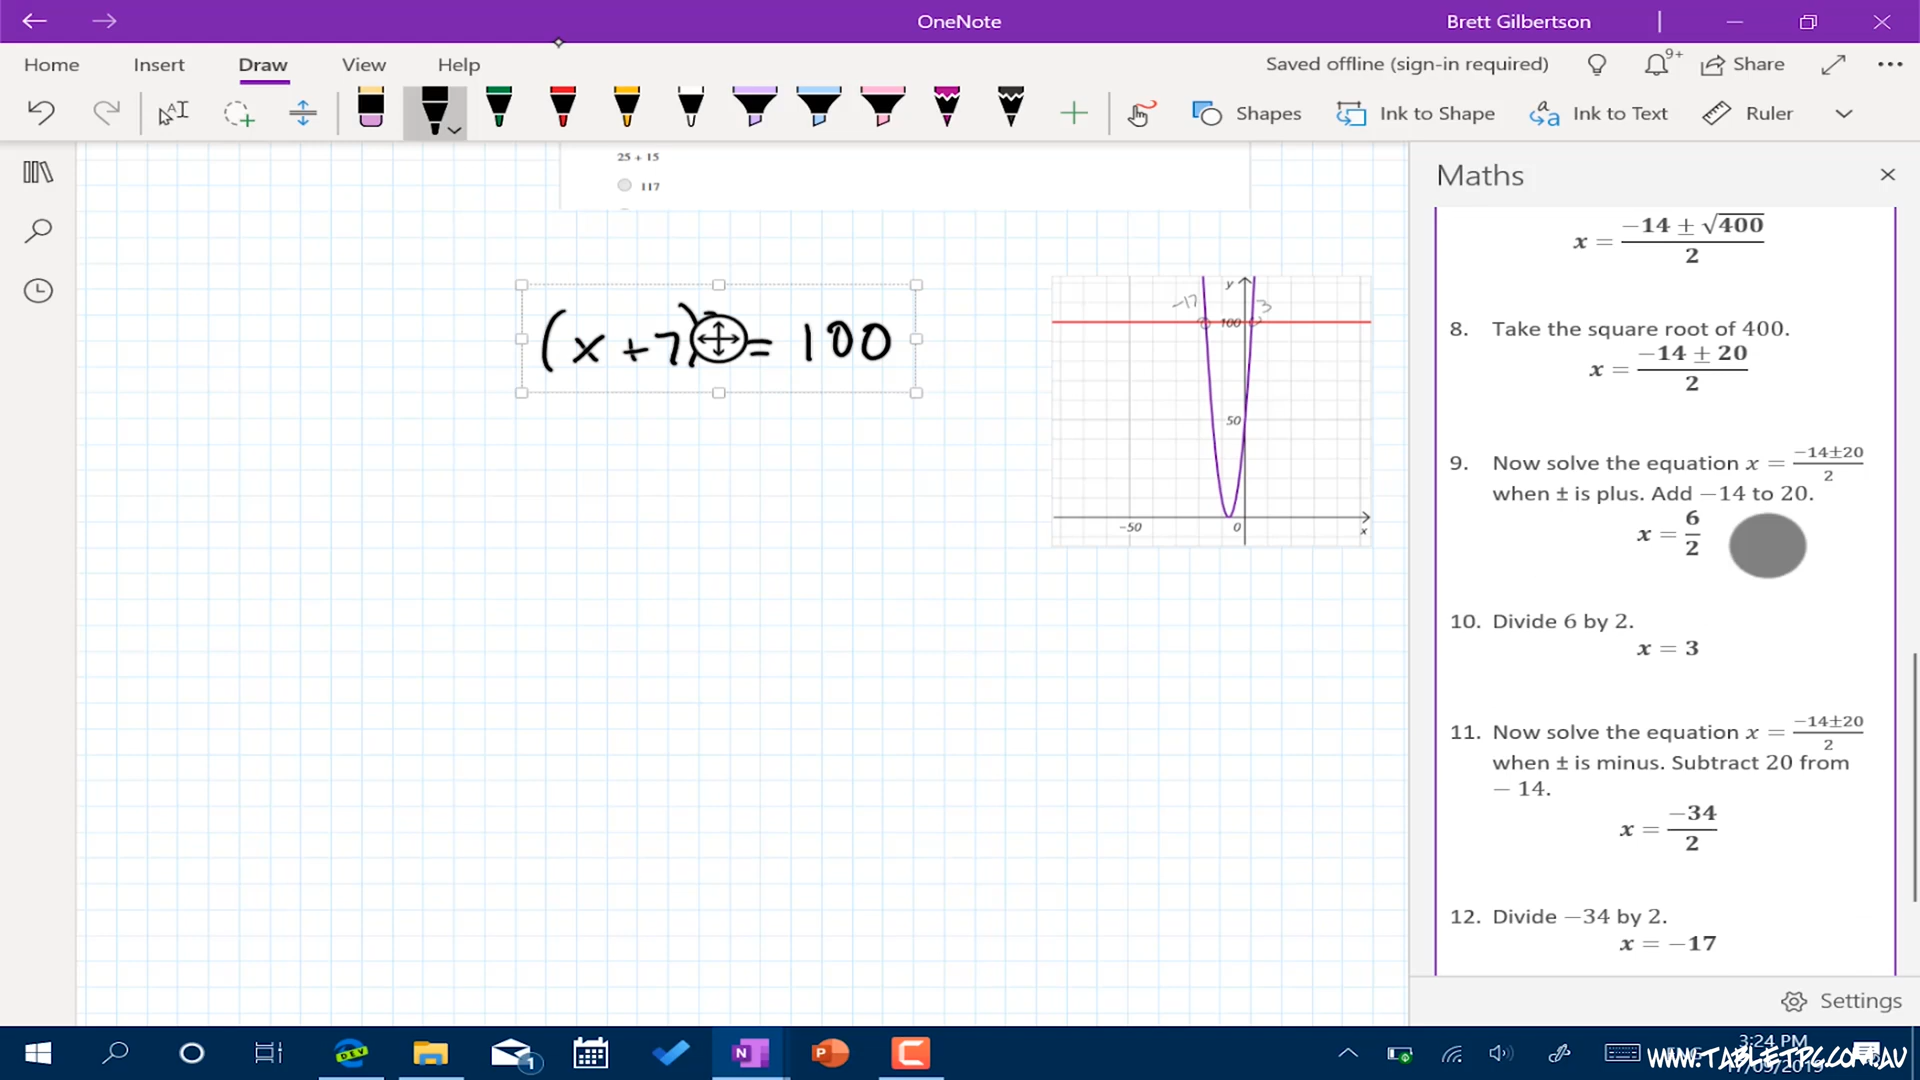 OneNote
Brett Gilbertson
Home Insert Draw View Help
Saved offline (sign-in required)
9+
Share
Shapes
Ink to Shape
Ink to Text
Ruler
25 + 15
117
(x + 7) = 100
y
-17
3
100
50
-50
0
x
Maths
x = −14 ± √400 / 2
8. Take the square root of 400.
x = −14 ± 20 / 2
9. Now solve the equation x = −14±20 / 2
when ± is plus. Add −14 to 20.
x = 6 / 2
10. Divide 6 by 2.
x = 3
11. Now solve the equation x = −14±20 / 2
when ± is minus. Subtract 20 from
− 14.
x = −34 / 2
12. Divide −34 by 2.
x = −17
Settings
DEV
1
N
P
3:24 PM
WWW.TABLETPC.COM.AU